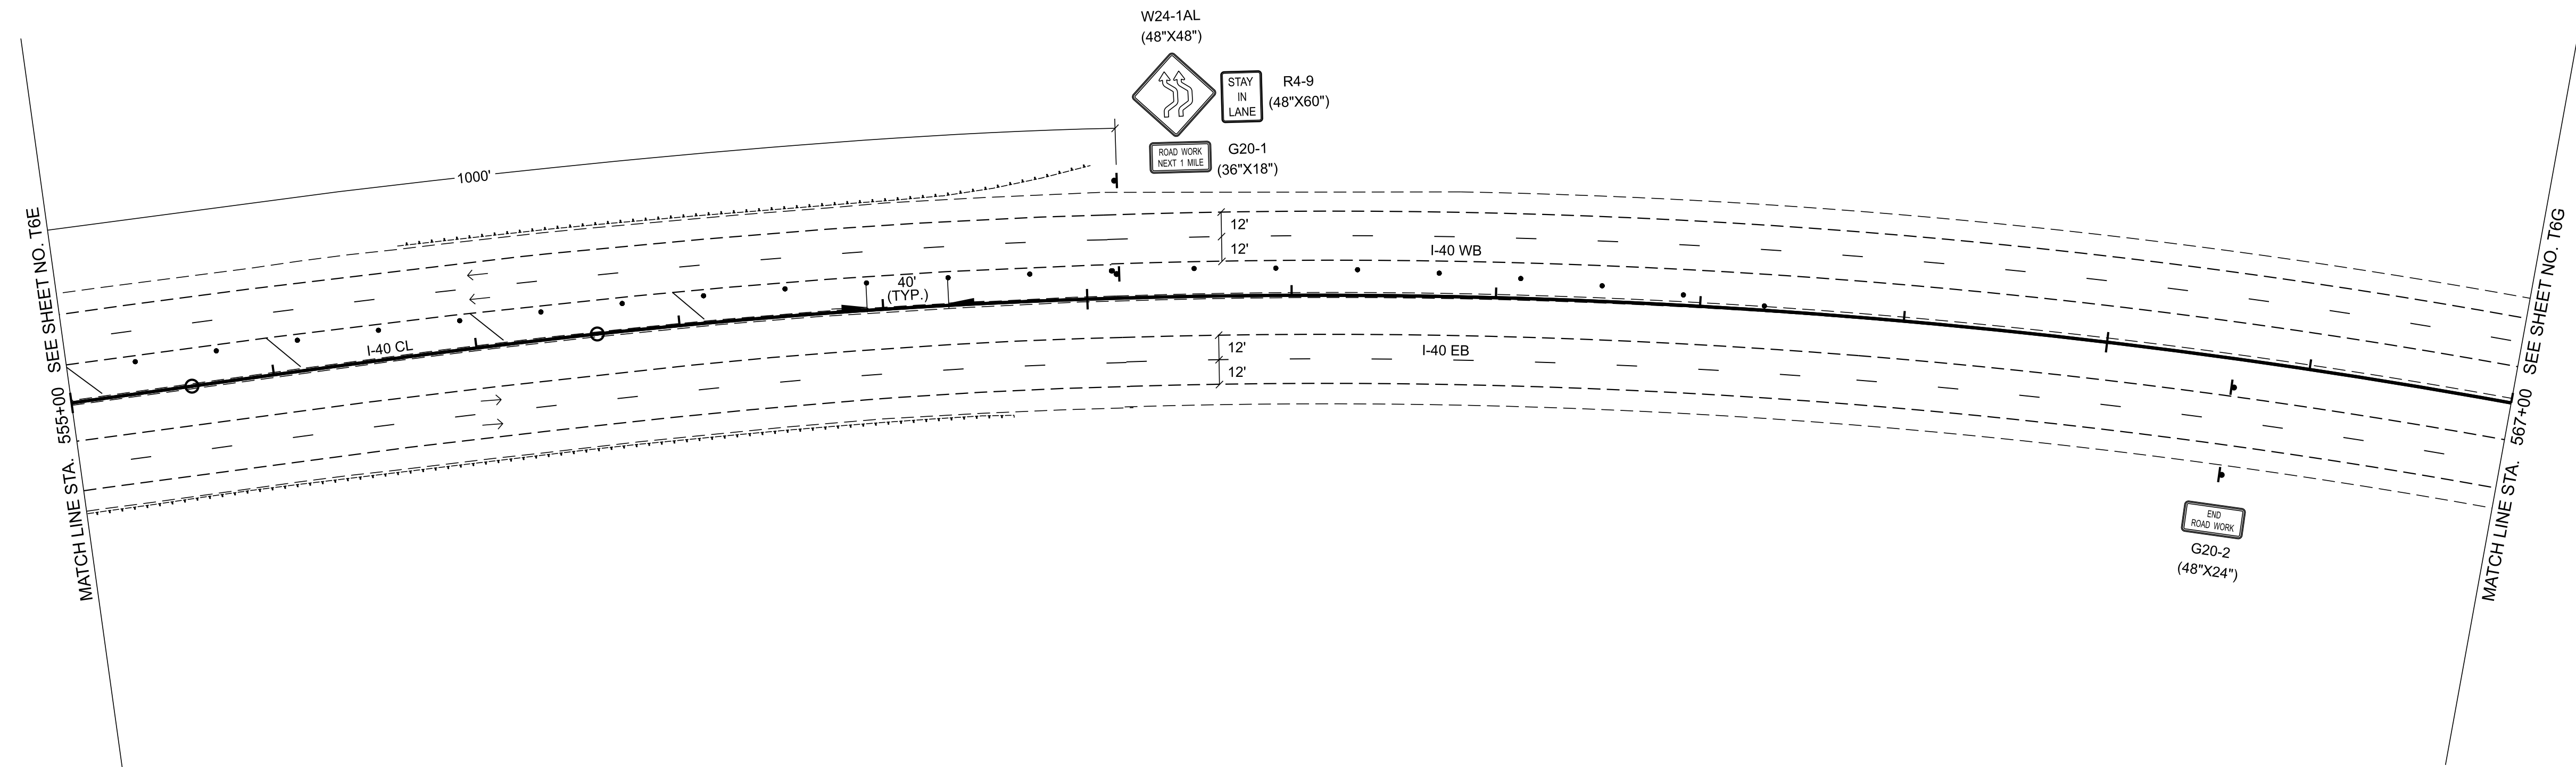 W24-1AL
(48"X48")
STAY
IN
LANE
R4-9
(48"X60")
ROAD WORK
NEXT 1 MILE
G20-1
(36"X18")
1000'
MATCH LINE STA. 555+00 SEE SHEET NO. T6E
12'
12'
I-40 WB
40'
(TYP.)
I-40 CL
12'
12'
I-40 EB
END
ROAD WORK
G20-2
(48"X24")
MATCH LINE STA. 567+00 SEE SHEET NO. T6G